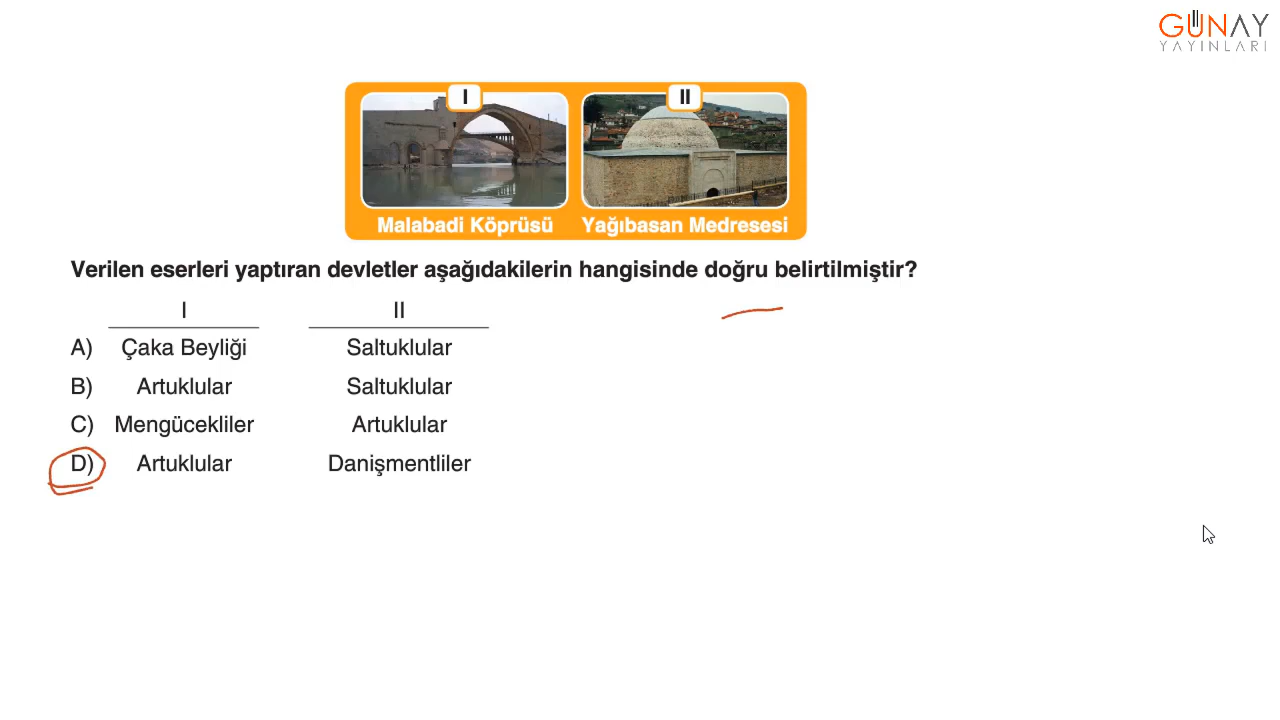 GÜNAY
YAYINLARI
I II
Malabadi Köprüsü Yağıbasan Medresesi
Verilen eserleri yaptıran devletler aşağıdakilerin hangisinde doğru belirtilmiştir?
I II
A) Çaka Beyliği Saltuklular
B) Artuklular Saltuklular
C) Mengücekliler Artuklular
D) Artuklular Danişmentliler